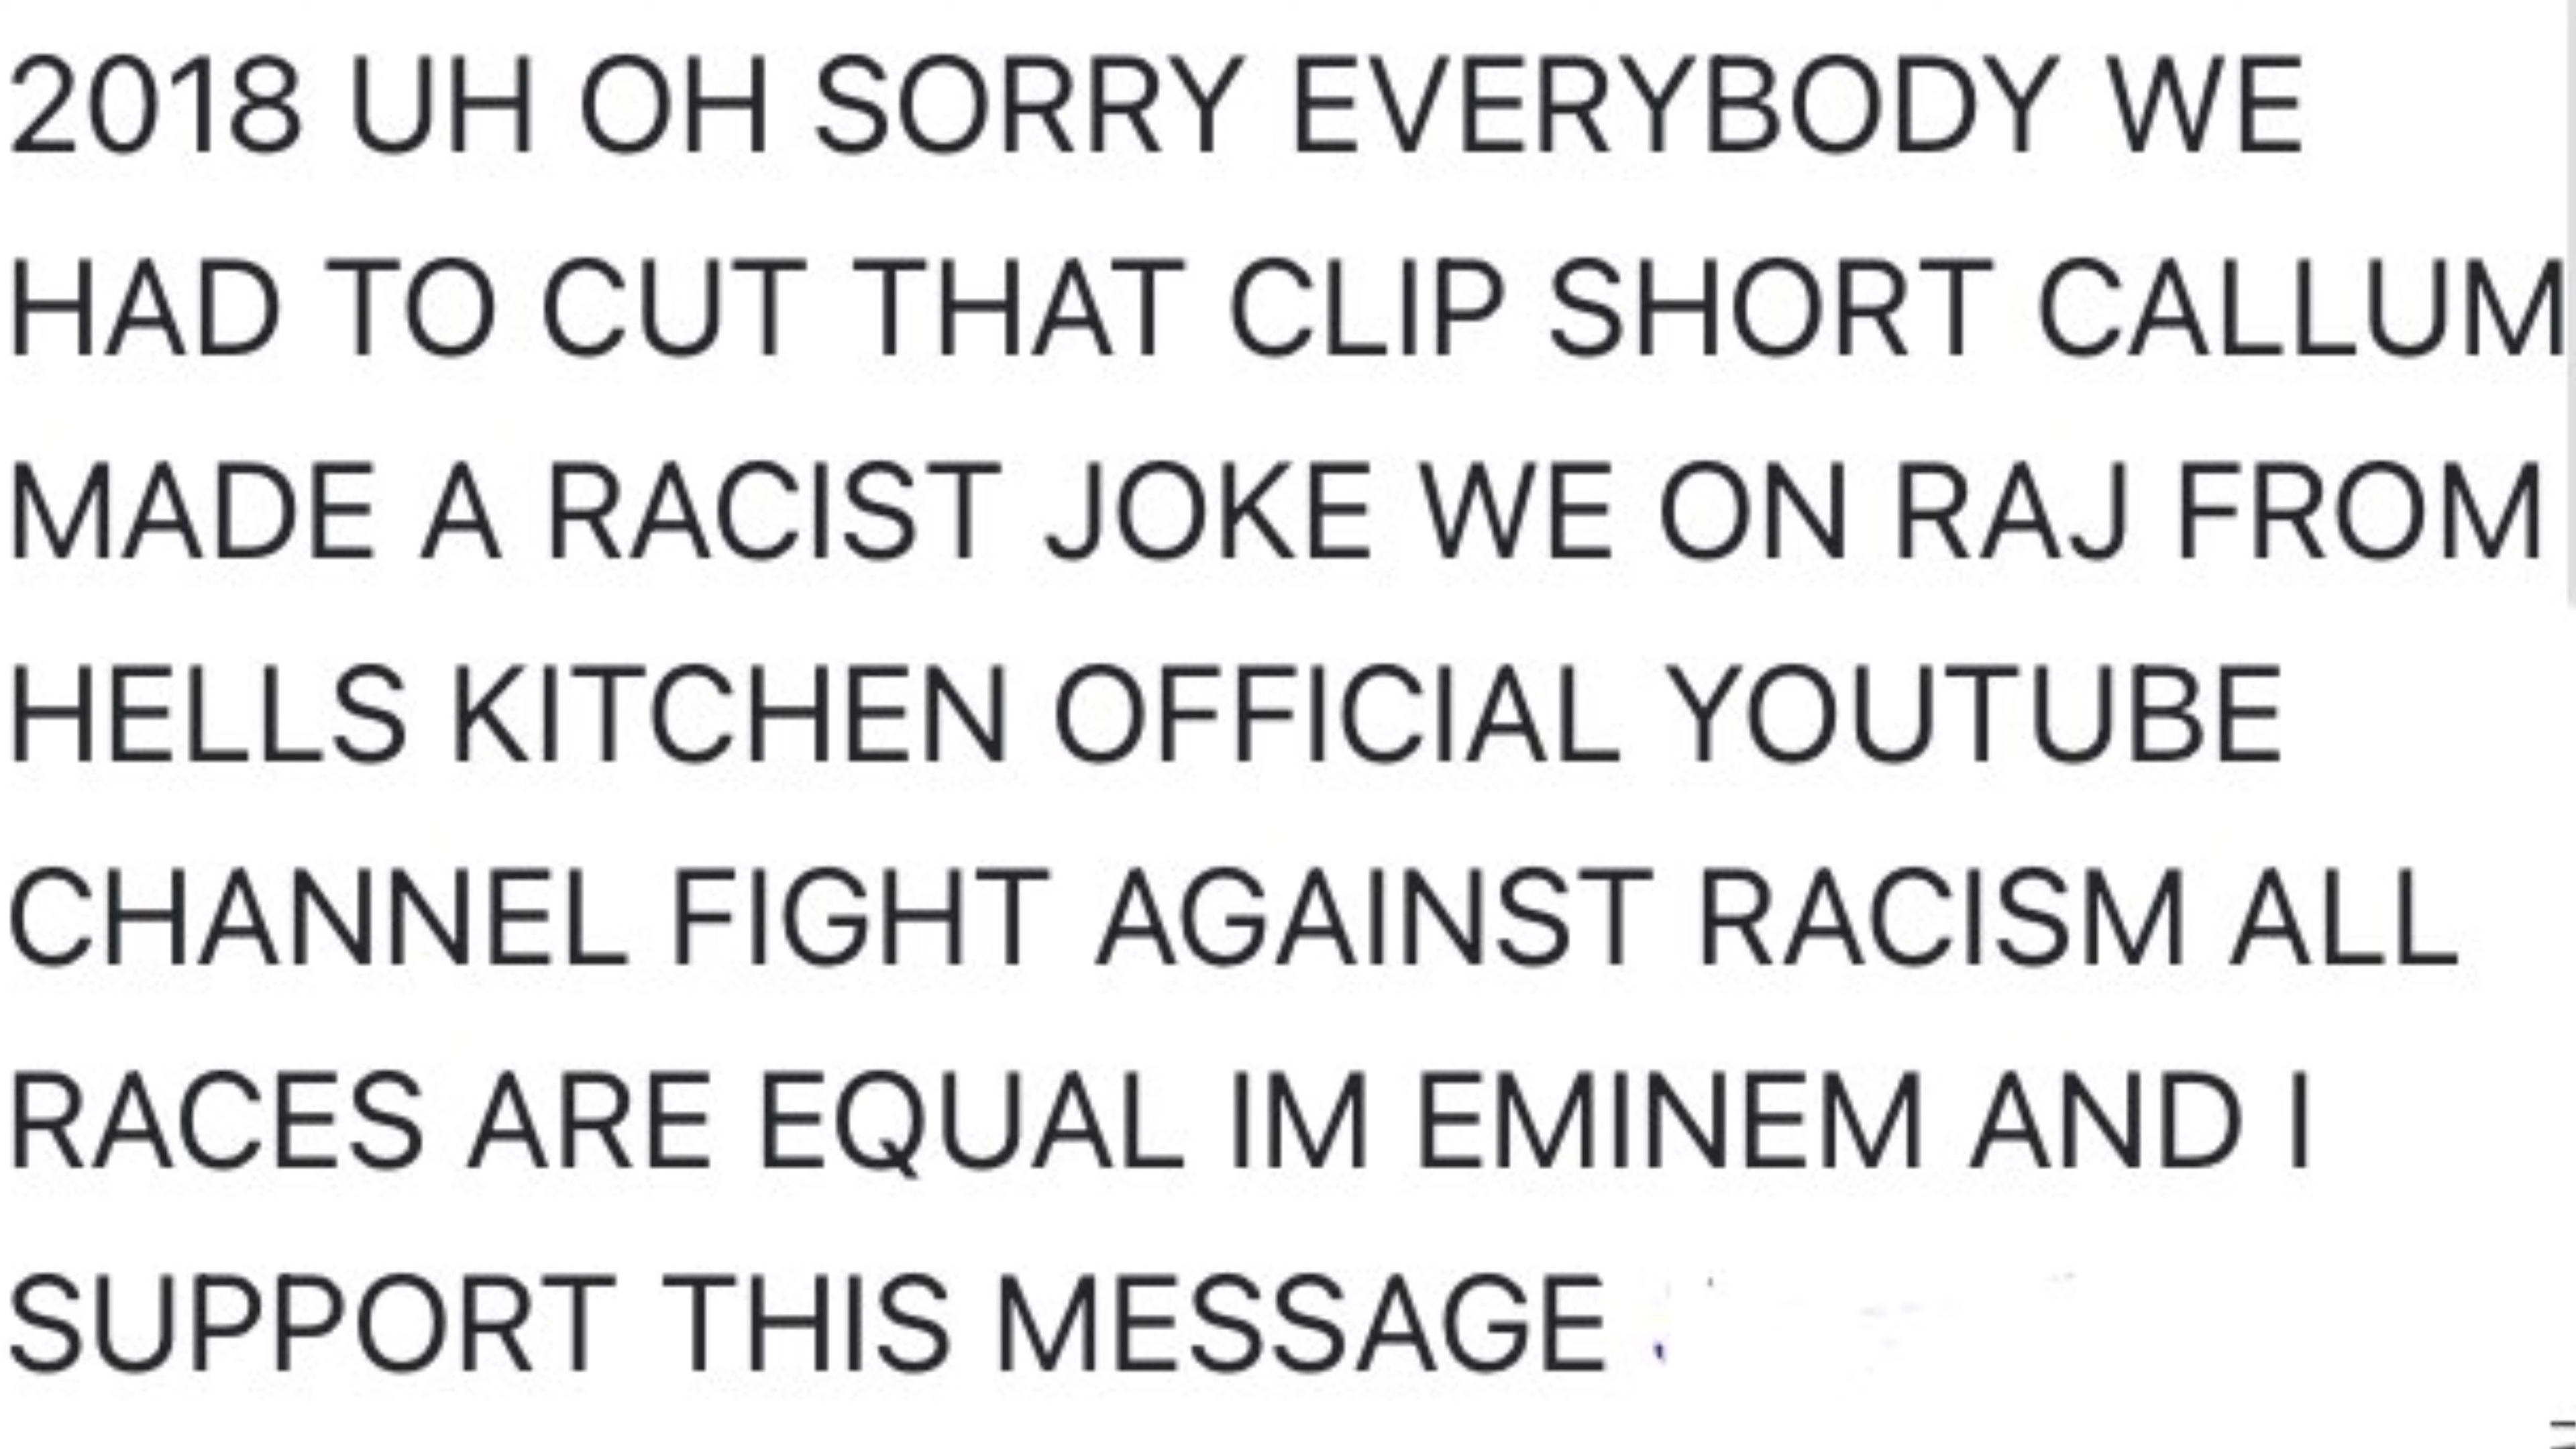 2018 UH OH SORRY EVERYBODY WE
HAD TO CUT THAT CLIP SHORT CALLUM
MADE A RACIST JOKE WE ON RAJ FROM
HELLS KITCHEN OFFICIAL YOUTUBE
CHANNEL FIGHT AGAINST RACISM ALL
RACES ARE EQUAL IM EMINEM AND I
SUPPORT THIS MESSAGE